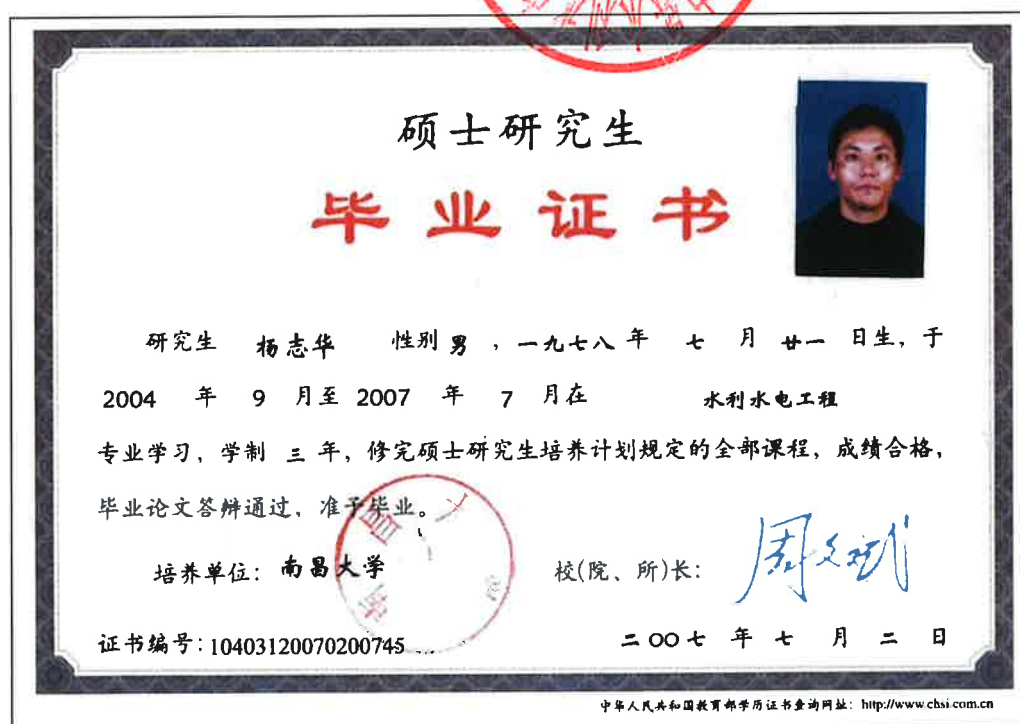 硕士研究生
毕业证书
研究生 杨志华 性别 男 ，一九七八 年 七 月 廿一 日生，于
2004 年 9 月至 2007 年 7 月在 水利水电工程
专业学习，学制 三 年，修完硕士研究生培养计划规定的全部课程，成绩合格，
毕业论文答辩通过，准予毕业。
培养单位：南昌大学 校(院、所)长：周文斌
证书编号：10403120070200745 二〇〇七 年 七 月 二 日
中华人民共和国教育部学历证书查询网址：http://www.chsi.com.cn